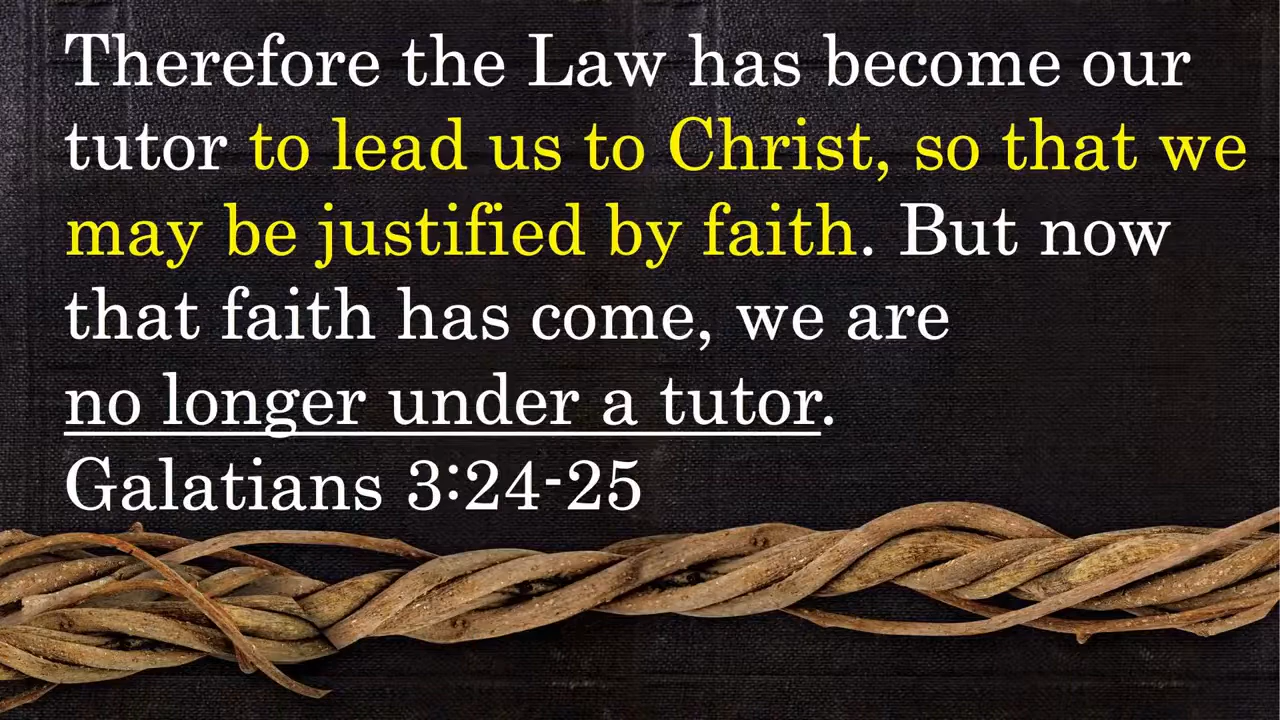 Therefore the Law has become our
tutor to lead us to Christ, so that we
may be justified by faith. But now
that faith has come, we are
no longer under a tutor.
Galatians 3:24-25